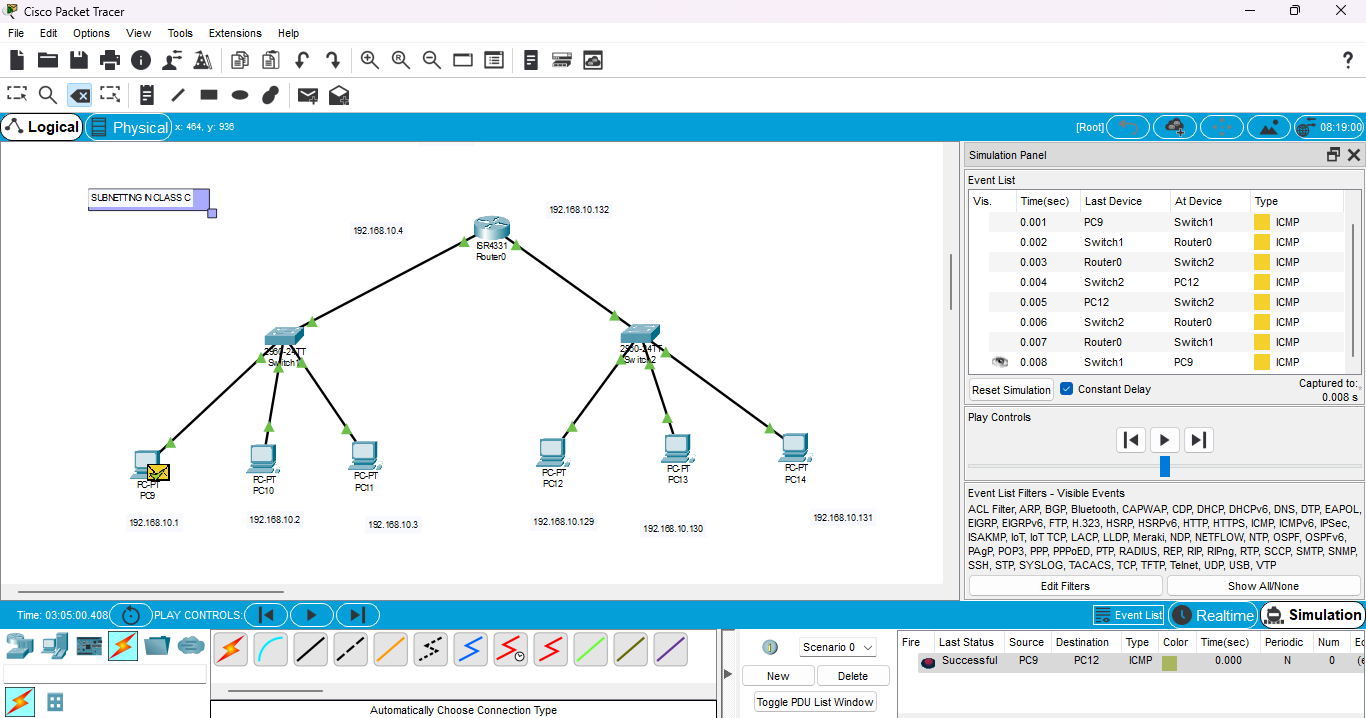 Cisco Packet Tracer
File Edit Options View Tools Extensions Help
Logical Physical x: 464, y: 936 [Root] 08:19:00
SUBNETTING IN CLASS C
192.168.10.4
192.168.10.132
ISR4331
Router0
2960-24TT
Switch1
2960-24TT
Switch2
PC-PT
PC9
PC-PT
PC10
PC-PT
PC11
PC-PT
PC12
PC-PT
PC13
PC-PT
PC14
192.168.10.1
192.168.10.2
192.168.10.3
192.168.10.129
192.168.10.130
192.168.10.131
Simulation Panel
Event List
Vis. Time(sec) Last Device At Device Type
0.001 PC9 Switch1 ICMP
0.002 Switch1 Router0 ICMP
0.003 Router0 Switch2 ICMP
0.004 Switch2 PC12 ICMP
0.005 PC12 Switch2 ICMP
0.006 Switch2 Router0 ICMP
0.007 Router0 Switch1 ICMP
0.008 Switch1 PC9 ICMP
Reset Simulation Constant Delay Captured to:
0.008 s
Play Controls
Event List Filters - Visible Events
ACL Filter, ARP, BGP, Bluetooth, CAPWAP, CDP, DHCP, DHCPv6, DNS, DTP, EAPOL,
EIGRP, EIGRPv6, FTP, H.323, HSRP, HSRPv6, HTTP, HTTPS, ICMP, ICMPv6, IPSec,
ISAKMP, IoT, IoT TCP, LACP, LLDP, Meraki, NDP, NETFLOW, NTP, OSPF, OSPFv6,
PAgP, POP3, PPP, PPPoED, PTP, RADIUS, REP, RIP, RIPng, RTP, SCCP, SMTP, SNMP,
SSH, STP, SYSLOG, TACACS, TCP, TFTP, Telnet, UDP, USB, VTP
Edit Filters Show All/None
Time: 03:05:00.408 PLAY CONTROLS: Event List Realtime Simulation
Automatically Choose Connection Type
Scenario 0
New Delete
Toggle PDU List Window
Fire Last Status Source Destination Type Color Time(sec) Periodic Num Ec
Successful PC9 PC12 ICMP 0.000 N 0 (e